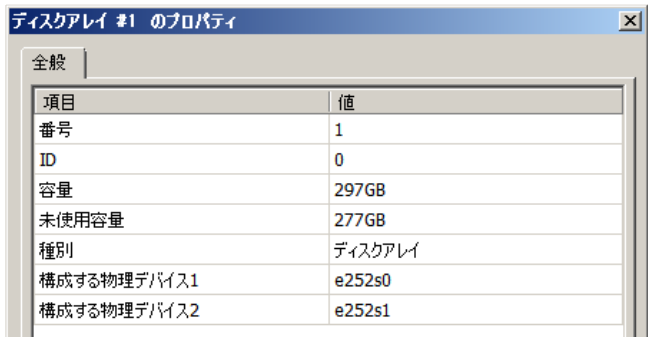 ディスクアレイ #1 のプロパティ
全般
項目 値
番号 1
ID 0
容量 297GB
未使用容量 277GB
種別 ディスクアレイ
構成する物理デバイス1 e252s0
構成する物理デバイス2 e252s1